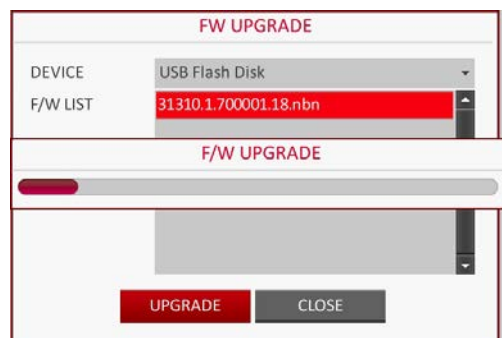 FW UPGRADE
DEVICE USB Flash Disk
F/W LIST 31310.1.700001.18.nbn
F/W UPGRADE
UPGRADE CLOSE